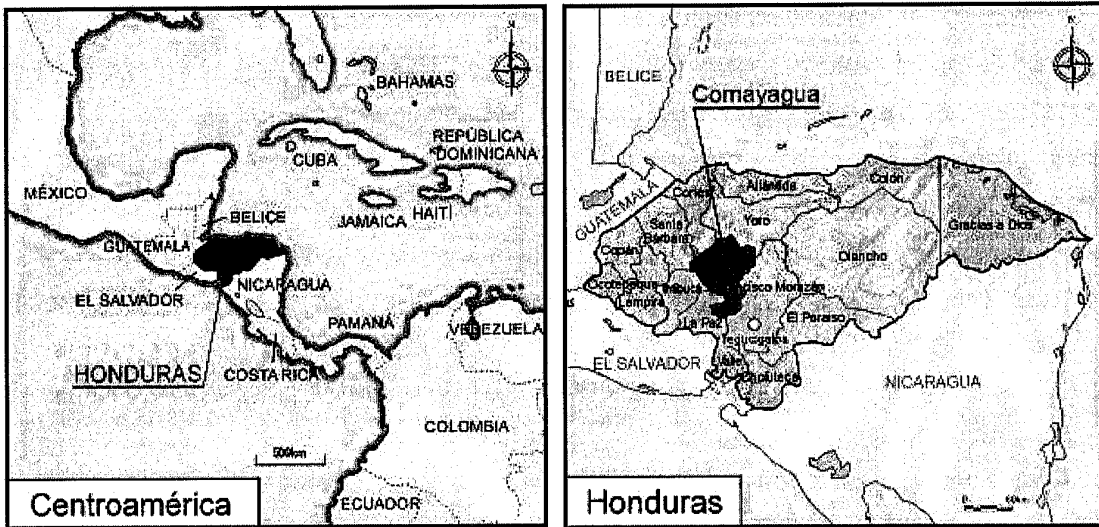 N
BAHAMAS
REPÚBLICA
DOMINICANA
CUBA
MÉXICO
JAMAICA
HAITÍ
BELICE
GUATEMALA
EL SALVADOR
NICARAGUA
PAMANÁ
VENEZUELA
HONDURAS
COSTA RICA
COLOMBIA
500km
ECUADOR
Centroamérica
N
BELICE
Comayagua
GUATEMALA
Cortés
Atlántida
Colón
Yoro
Santa
Bárbara
Gracias a Dios
Copán
Olancho
Ocotepeque
Lempira
La Paz
El Paraíso
Tegucigalpa
EL SALVADOR
Valle
Choluteca
NICARAGUA
Honduras